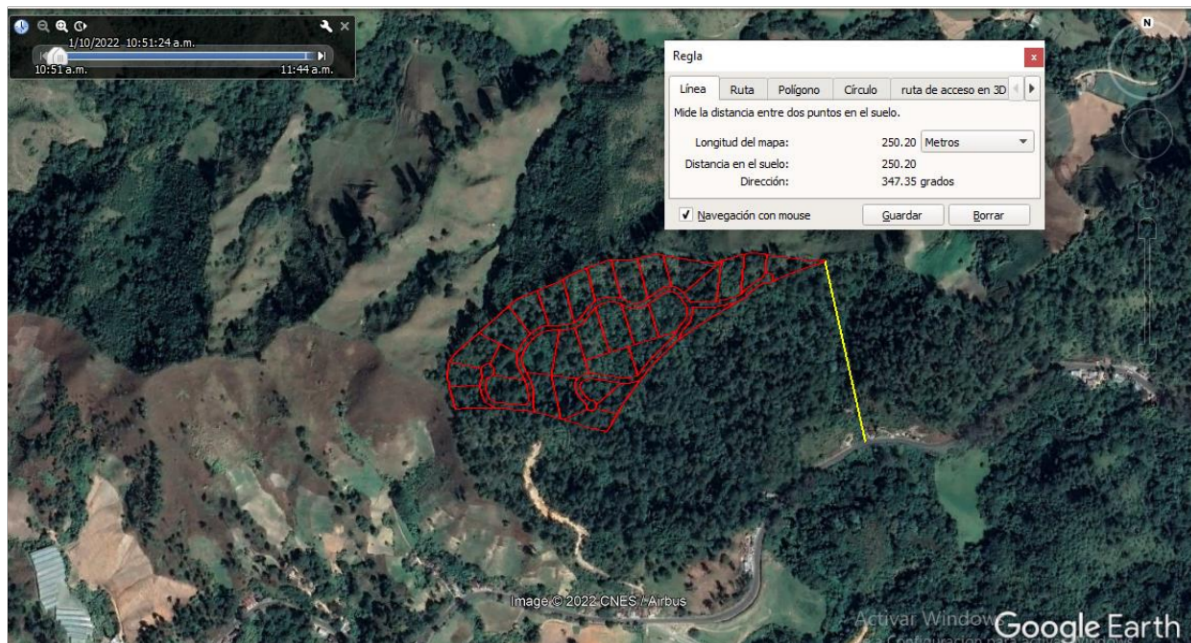 1/10/2022 10:51:24 a.m.
10:51 a.m. 11:44 a.m.
N
Regla
Línea Ruta Polígono Círculo ruta de acceso en 3D
Mide la distancia entre dos puntos en el suelo.
Longitud del mapa: 250.20 Metros
Distancia en el suelo: 250.20
Dirección: 347.35 grados
Navegación con mouse Guardar Borrar
Image © 2022 CNES / Airbus
Activar Windows
Google Earth